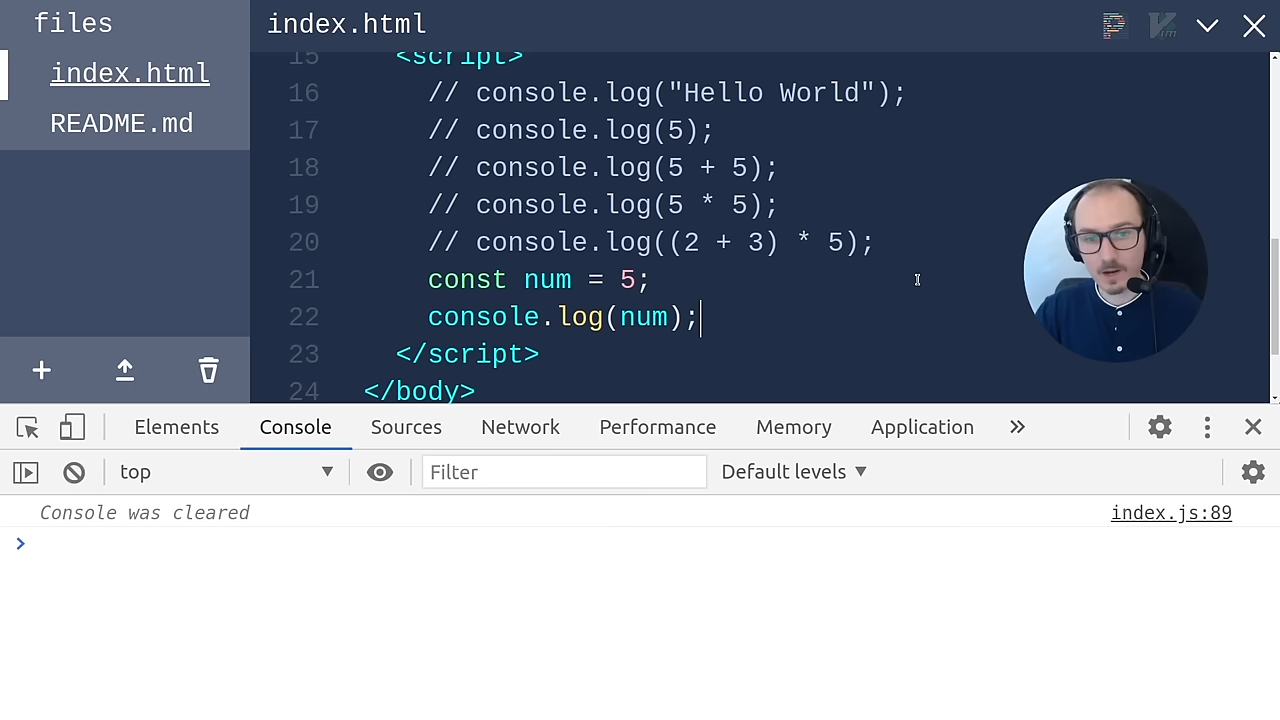 files
index.html
README.md
index.html
15 <script>
16 // console.log("Hello World");
17 // console.log(5);
18 // console.log(5 + 5);
19 // console.log(5 * 5);
20 // console.log((2 + 3) * 5);
21 const num = 5;
22 console.log(num);
23 </script>
24 </body>
Elements Console Sources Network Performance Memory Application »
top Filter Default levels
Console was cleared index.js:89
>